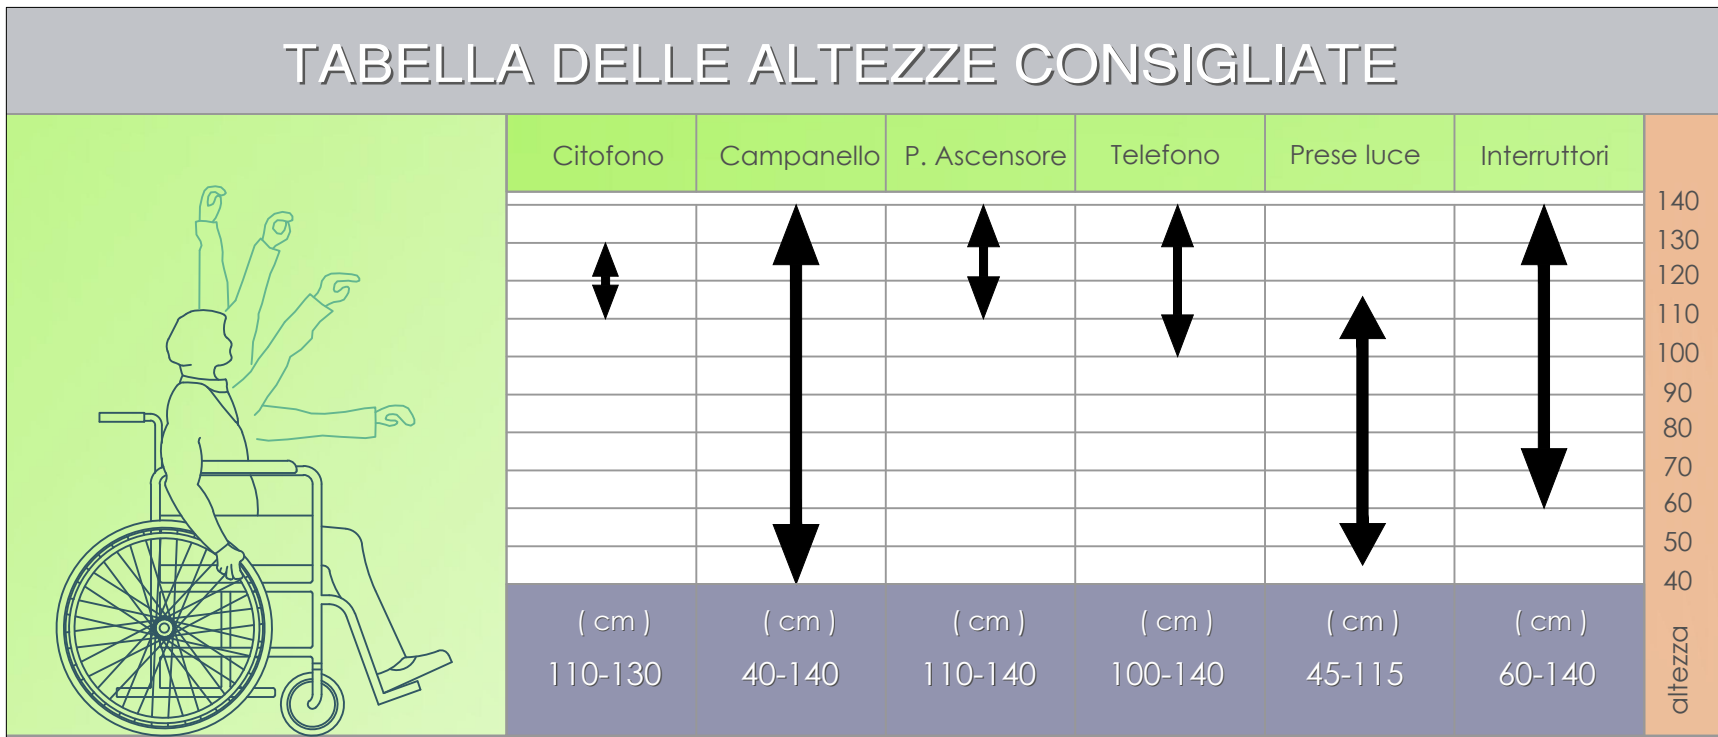 TABELLA DELLE ALTEZZE CONSIGLIATE
Citofono Campanello P. Ascensore Telefono Prese luce Interruttori
140
130
120
110
100
90
80
70
60
50
40
( cm ) ( cm ) ( cm ) ( cm ) ( cm ) ( cm )
110-130 40-140 110-140 100-140 45-115 60-140
altezza